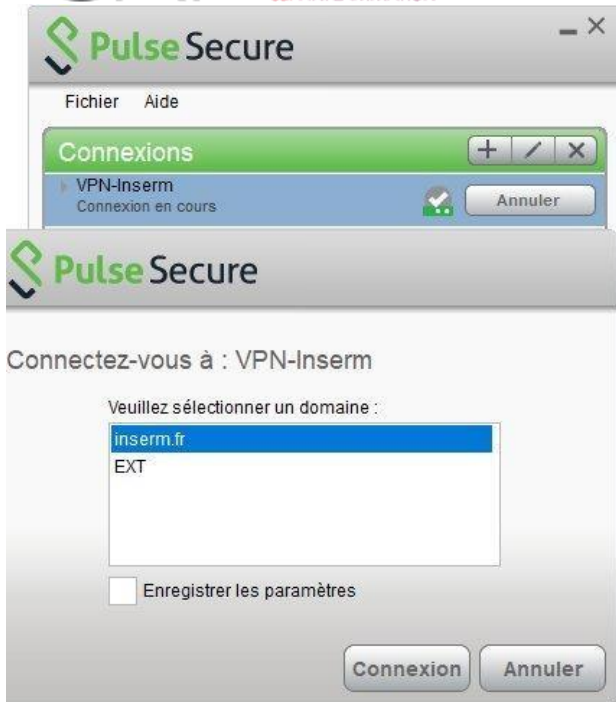 Pulse Secure
Fichier Aide
Connexions
VPN-Inserm
Connexion en cours
Annuler
Pulse Secure
Connectez-vous à : VPN-Inserm
Veuillez sélectionner un domaine :
inserm.fr
EXT
Enregistrer les paramètres
Connexion Annuler